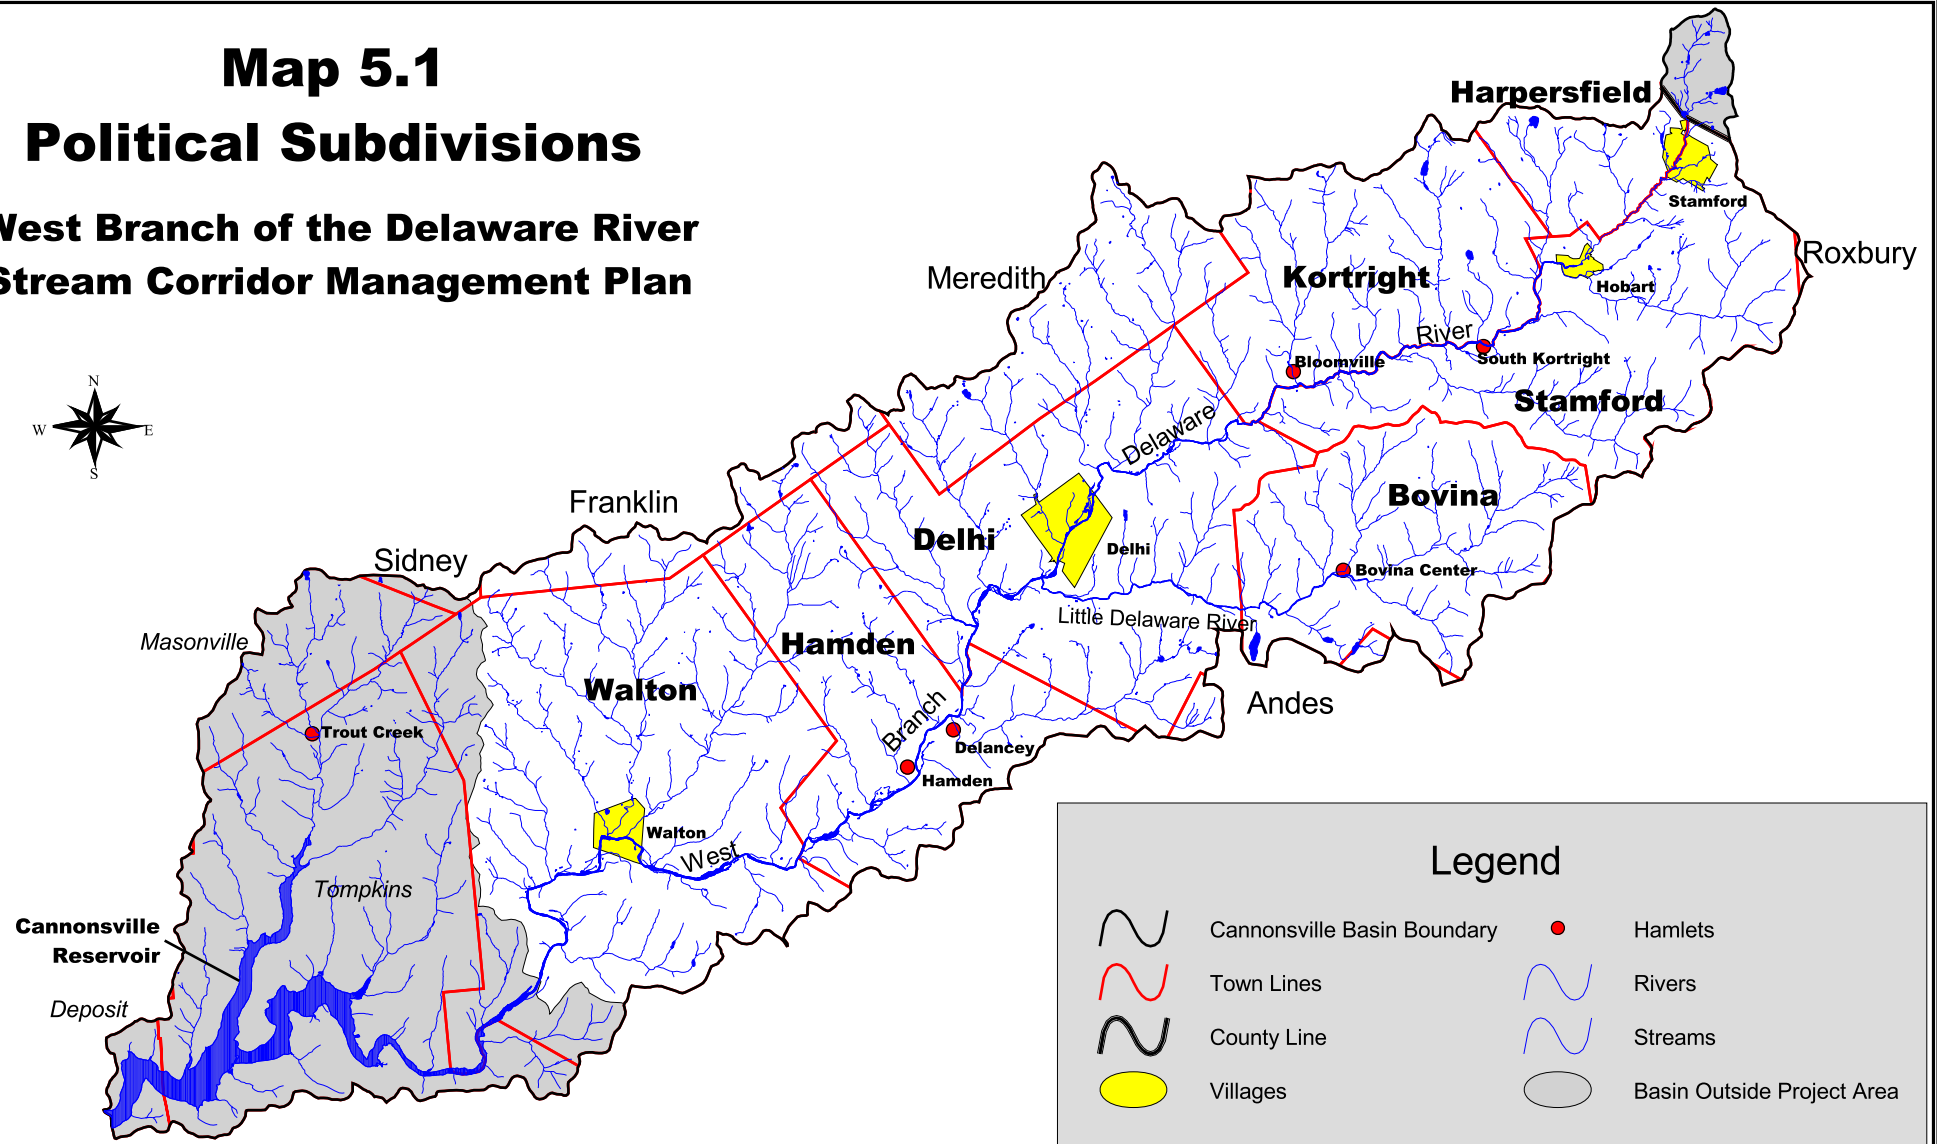 Map 5.1
Political Subdivisions
West Branch of the Delaware River
Stream Corridor Management Plan
N
W
E
S
Harpersfield
Stamford
Roxbury
Meredith
Kortright
Hobart
River
Bloomville
South Kortright
Stamford
Delaware
Franklin
Bovina
Delhi
Delhi
Sidney
Bovina Center
Little Delaware River
Masonville
Hamden
Walton
Andes
Branch
Trout Creek
Delancey
Hamden
Walton
West
Tompkins
Cannonsville
Reservoir
Deposit
Legend
Cannonsville Basin Boundary
Hamlets
Town Lines
Rivers
County Line
Streams
Villages
Basin Outside Project Area